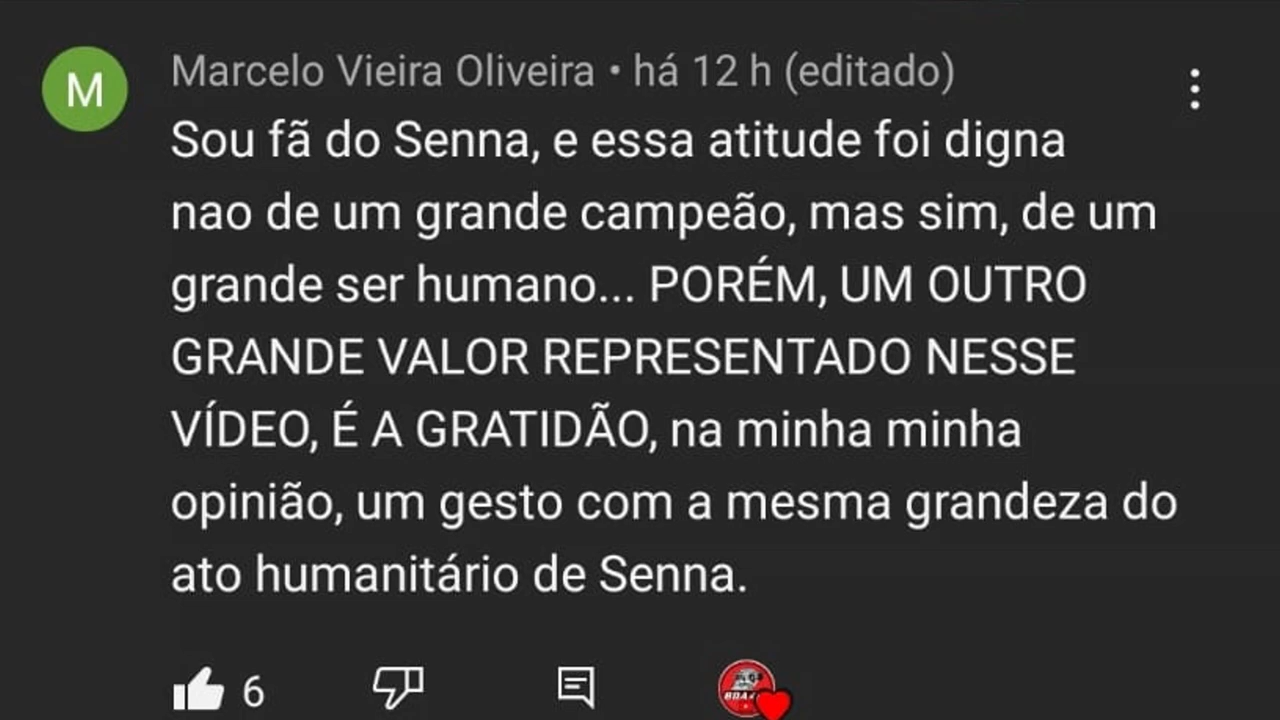 M
Marcelo Vieira Oliveira • há 12 h (editado)
Sou fã do Senna, e essa atitude foi digna
nao de um grande campeão, mas sim, de um
grande ser humano... PORÉM, UM OUTRO
GRANDE VALOR REPRESENTADO NESSE
VÍDEO, É A GRATIDÃO, na minha minha
opinião, um gesto com a mesma grandeza do
ato humanitário de Senna.
6